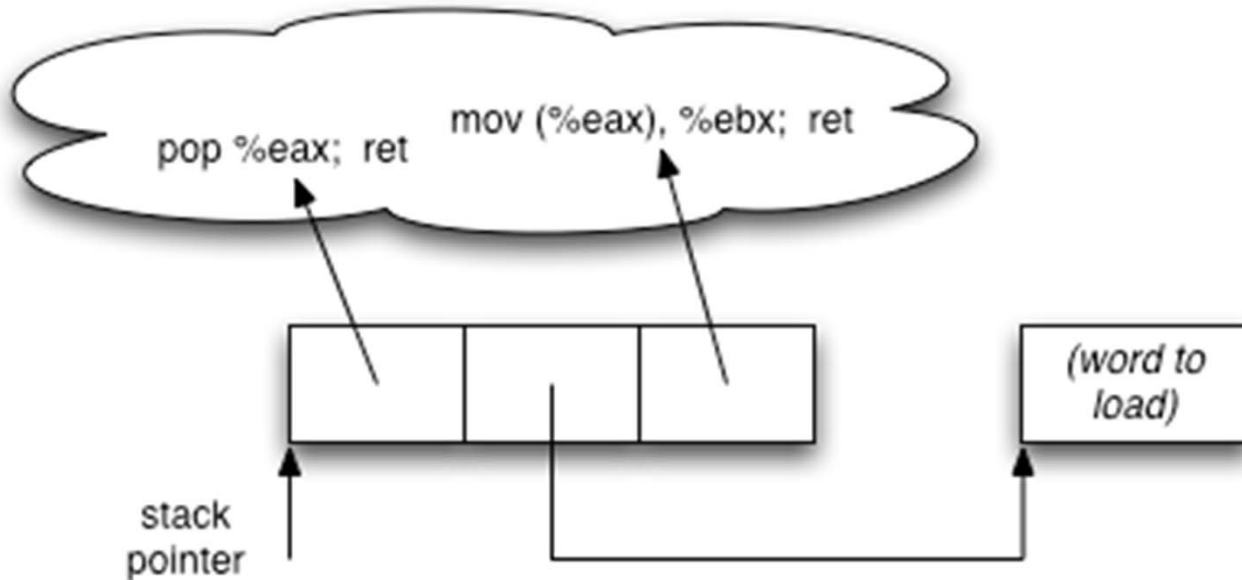 mov (%eax), %ebx; ret
pop %eax; ret
(word to
load)
stack
pointer